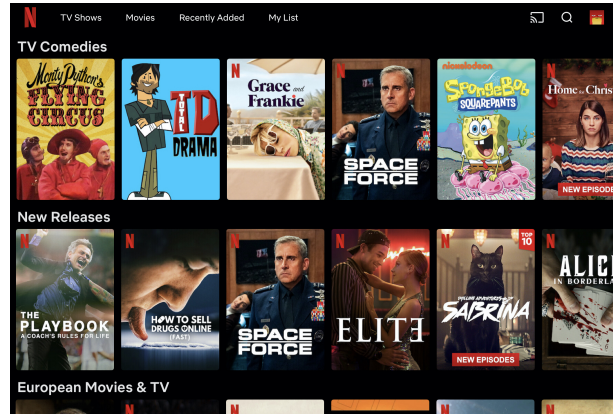 N TV Shows Movies Recently Added My List
TV Comedies
Monty Python's
FLYING
CIRCUS
TOTAL
DRAMA
N
Grace and
Frankie
N
SPACE
FORCE
nickelodeon
SpongeBob
SQUAREPANTS
N
Home for Chris
NEW EPISODE
New Releases
N
THE
PLAYBOOK
A COACH'S RULES FOR LIFE
N
HOW TO SELL
DRUGS ONLINE
(FAST)
N
SPACE
FORCE
N
ELITE
N
TOP
10
CHILLING ADVENTURES OF
SABRINA
NEW EPISODES
N
ALIC
IN BORDERLA
European Movies & TV
N
N
N
N
N